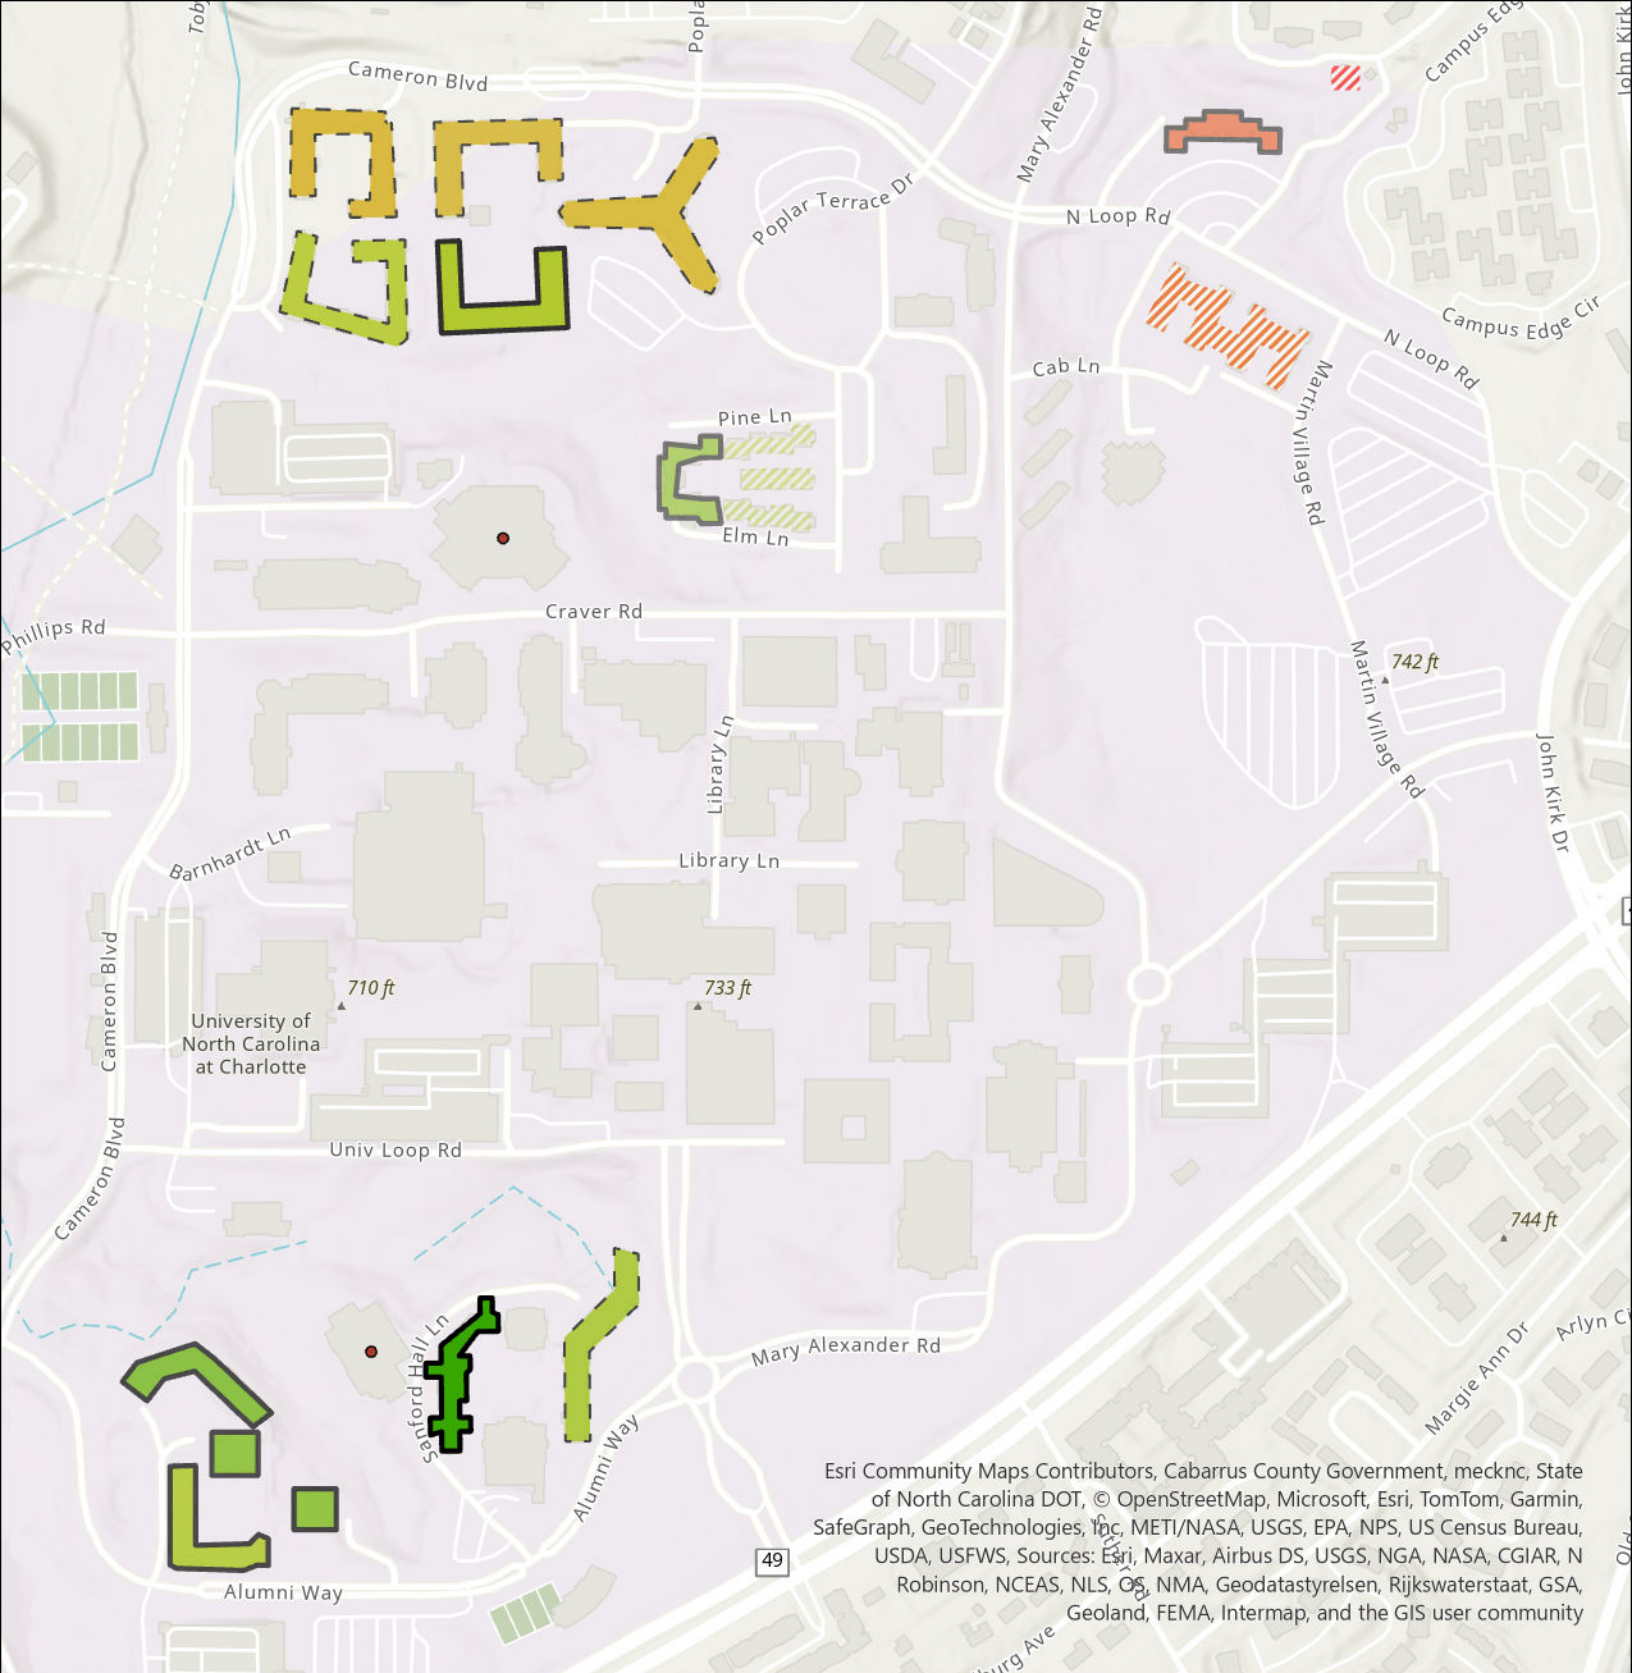 Toby
Popla
Mary Alexander Rd
Campus Edg
John Kirk
Cameron Blvd
Poplar Terrace Dr
N Loop Rd
Campus Edge Cir
N Loop Rd
Cab Ln
Martin Village Rd
Pine Ln
Elm Ln
Craver Rd
Phillips Rd
742 ft
Martin Village Rd
Library Ln
John Kirk Dr
Barnhardt Ln
Library Ln
Cameron Blvd
710 ft
733 ft
University of
North Carolina
at Charlotte
Cameron Blvd
Univ Loop Rd
744 ft
Sanford Hall Ln
Mary Alexander Rd
Arlyn Ci
Margie Ann Dr
Alumni Way
Esri Community Maps Contributors, Cabarrus County Government, mecknc, State
of North Carolina DOT, © OpenStreetMap, Microsoft, Esri, TomTom, Garmin,
SafeGraph, GeoTechnologies, Inc, METI/NASA, USGS, EPA, NPS, US Census Bureau,
USDA, USFWS, Sources: Esri, Maxar, Airbus DS, USGS, NGA, NASA, CGIAR, N
Robinson, NCEAS, NLS, OS, NMA, Geodatastyrelsen, Rijkswaterstaat, GSA,
Geoland, FEMA, Intermap, and the GIS user community
49
Alumni Way
burg Ave
Old